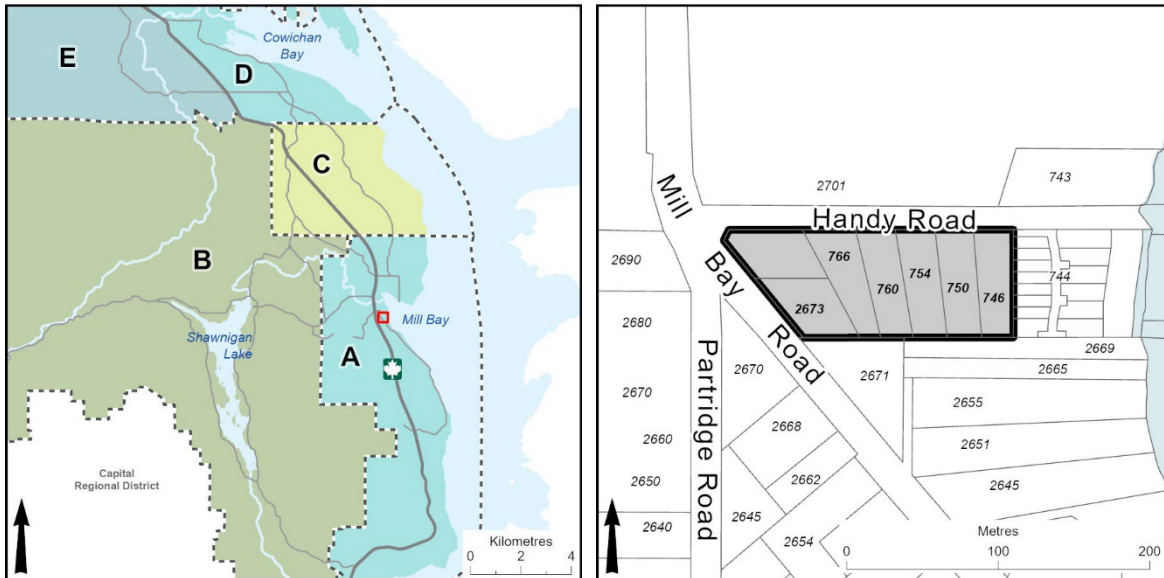 Cowichan
Bay
E
D
C
B
Mill Bay
Shawnigan
Lake
A
Capital
Regional District
Kilometres
0 2 4
743
2701
Mill
Bay
Road
Handy Road
2690
766
754
744
760
750
746
2673
2680
2669
2670
2671
2665
Partridge Road
2670
2655
2668
2660
2651
2662
2650
2645
2645
2640
2654
Metres
0 100 200